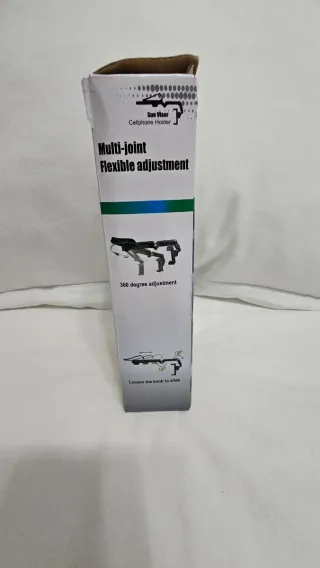 Sun Visor
Cellphone Holder
Multi-joint
Flexible adjustment
360 degree adjustment
Loosen the knob to slide